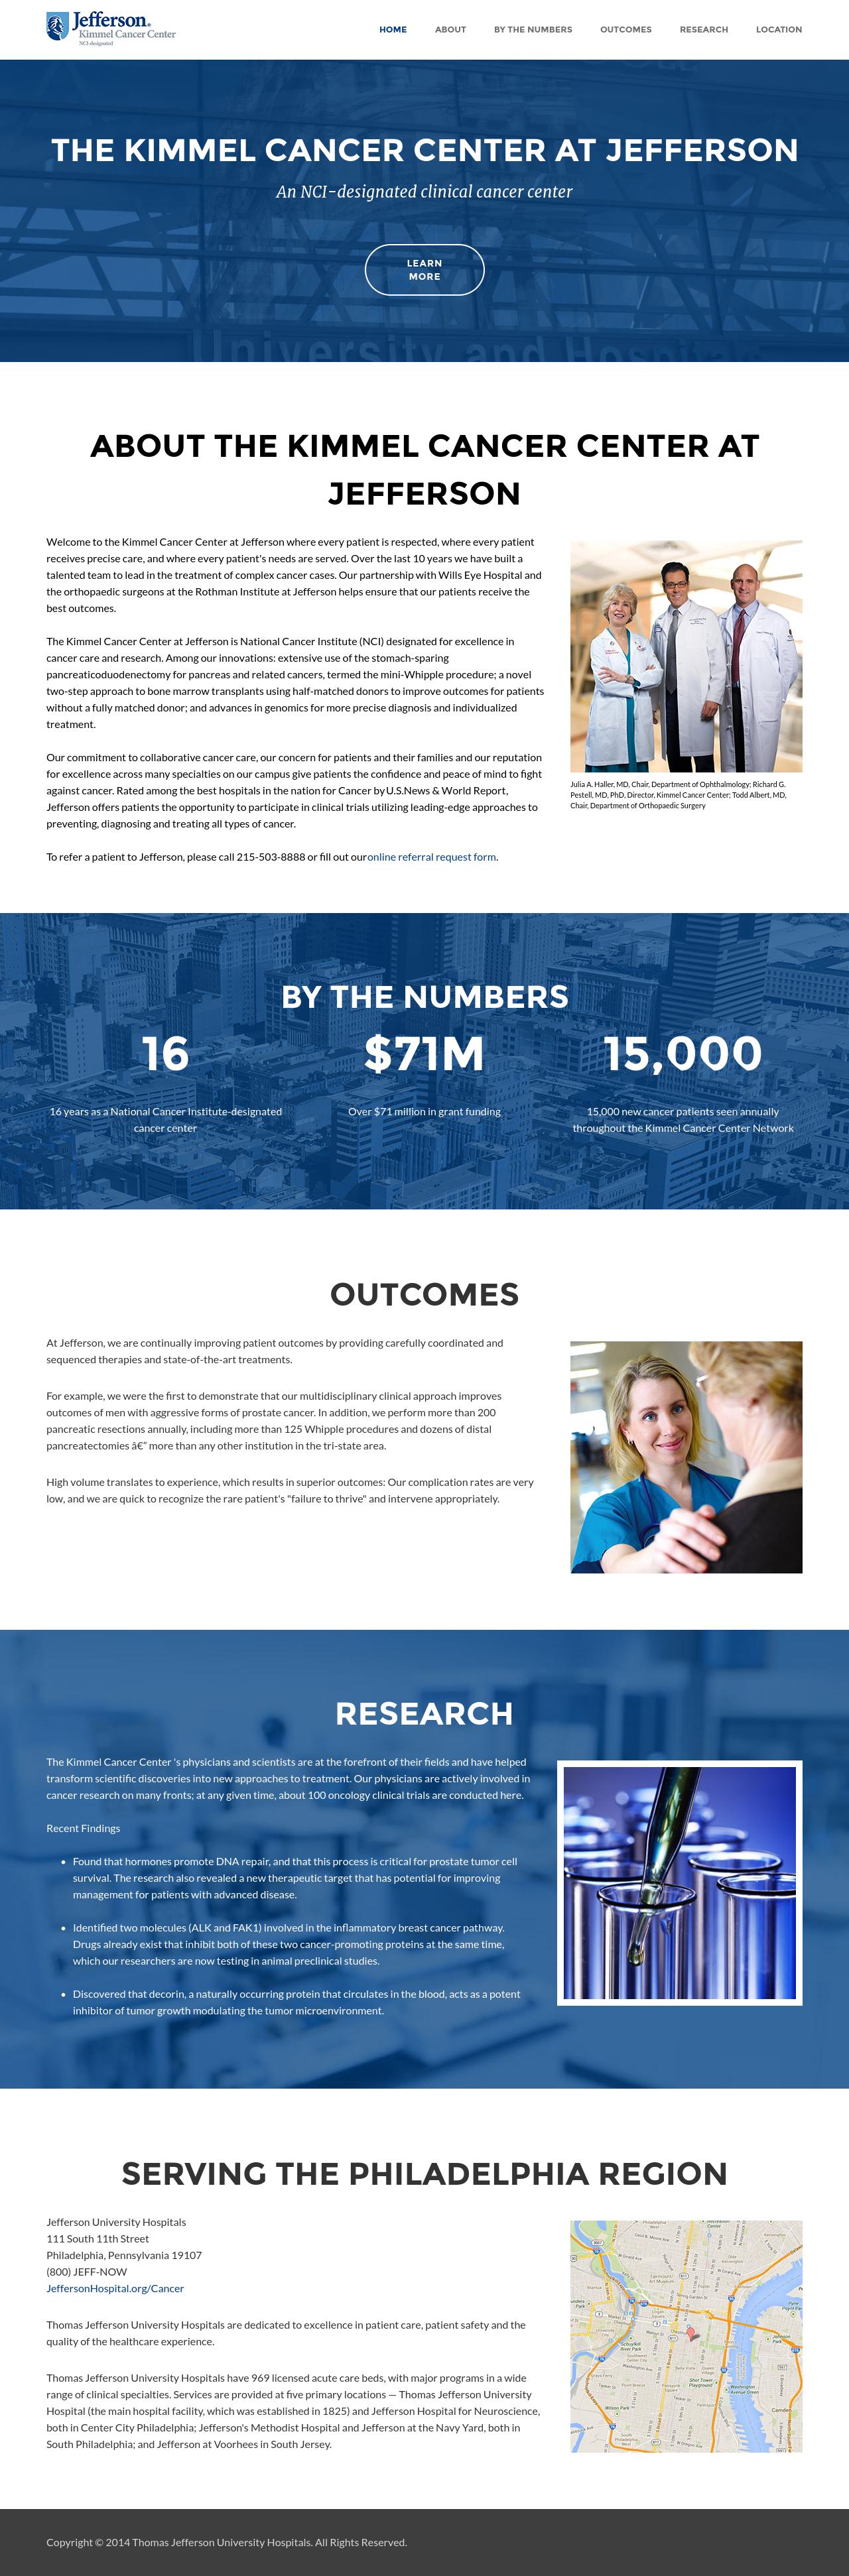 Jefferson.
Kimmel Cancer Center
NCI designated
HOME
ABOUT
BY THE NUMBERS
OUTCOMES
RESEARCH
LOCATION
THE KIMMEL CANCER CENTER AT JEFFERSON
An NCI-designated clinical cancer center
LEARN
MORE
University and Hospital
ABOUT THE KIMMEL CANCER CENTER AT
JEFFERSON
Welcome to the Kimmel Cancer Center at Jefferson where every patient is respected, where every patient
receives precise care, and where every patient's needs are served. Over the last 10 years we have built a
talented team to lead in the treatment of complex cancer cases. Our partnership with Wills Eye Hospital and
the orthopaedic surgeons at the Rothman Institute at Jefferson helps ensure that our patients receive the
best outcomes.
The Kimmel Cancer Center at Jefferson is National Cancer Institute (NCI) designated for excellence in
cancer care and research. Among our innovations: extensive use of the stomach-sparing
pancreaticoduodenectomy for pancreas and related cancers, termed the mini-Whipple procedure; a novel
two-step approach to bone marrow transplants using half-matched donors to improve outcomes for patients
without a fully matched donor; and advances in genomics for more precise diagnosis and individualized
treatment.
Our commitment to collaborative cancer care, our concern for patients and their families and our reputation
for excellence across many specialties on our campus give patients the confidence and peace of mind to fight
against cancer. Rated among the best hospitals in the nation for Cancer by U.S.News & World Report,
Jefferson offers patients the opportunity to participate in clinical trials utilizing leading-edge approaches to
preventing, diagnosing and treating all types of cancer.
To refer a patient to Jefferson, please call 215-503-8888 or fill out ouronline referral request form.
Julia A. Haller, MD, Chair, Department of Ophthalmology; Richard G.
Pestell, MD, PhD, Director, Kimmel Cancer Center; Todd Albert, MD,
Chair, Department of Orthopaedic Surgery
BY THE NUMBERS
16
16 years as a National Cancer Institute-designated
cancer center
$71M
Over $71 million in grant funding
15,000
15,000 new cancer patients seen annually
throughout the Kimmel Cancer Center Network
OUTCOMES
At Jefferson, we are continually improving patient outcomes by providing carefully coordinated and
sequenced therapies and state-of-the-art treatments.
For example, we were the first to demonstrate that our multidisciplinary clinical approach improves
outcomes of men with aggressive forms of prostate cancer. In addition, we perform more than 200
pancreatic resections annually, including more than 125 Whipple procedures and dozens of distal
pancreatectomies â€” more than any other institution in the tri-state area.
High volume translates to experience, which results in superior outcomes: Our complication rates are very
low, and we are quick to recognize the rare patient's "failure to thrive" and intervene appropriately.
RESEARCH
The Kimmel Cancer Center 's physicians and scientists are at the forefront of their fields and have helped
transform scientific discoveries into new approaches to treatment. Our physicians are actively involved in
cancer research on many fronts; at any given time, about 100 oncology clinical trials are conducted here.
Recent Findings
• Found that hormones promote DNA repair, and that this process is critical for prostate tumor cell
survival. The research also revealed a new therapeutic target that has potential for improving
management for patients with advanced disease.
• Identified two molecules (ALK and FAK1) involved in the inflammatory breast cancer pathway.
Drugs already exist that inhibit both of these two cancer-promoting proteins at the same time,
which our researchers are now testing in animal preclinical studies.
• Discovered that decorin, a naturally occurring protein that circulates in the blood, acts as a potent
inhibitor of tumor growth modulating the tumor microenvironment.
SERVING THE PHILADELPHIA REGION
Jefferson University Hospitals
111 South 11th Street
Philadelphia, Pennsylvania 19107
(800) JEFF-NOW
JeffersonHospital.org/Cancer
Thomas Jefferson University Hospitals are dedicated to excellence in patient care, patient safety and the
quality of the healthcare experience.
Thomas Jefferson University Hospitals have 969 licensed acute care beds, with major programs in a wide
range of clinical specialties. Services are provided at five primary locations — Thomas Jefferson University
Hospital (the main hospital facility, which was established in 1825) and Jefferson Hospital for Neuroscience,
both in Center City Philadelphia; Jefferson's Methodist Hospital and Jefferson at the Navy Yard, both in
South Philadelphia; and Jefferson at Voorhees in South Jersey.
Copyright © 2014 Thomas Jefferson University Hospitals. All Rights Reserved.